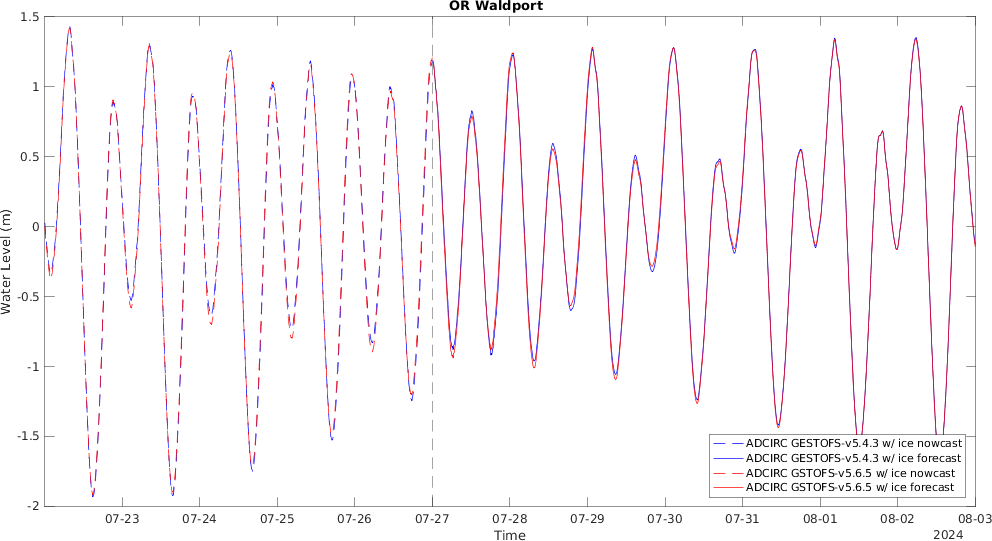 OR Waldport
Water Level (m)
1.5
1
0.5
0
-0.5
-1
-1.5
-2
ADCIRC GESTOFS-v5.4.3 w/ ice nowcast
ADCIRC GESTOFS-v5.4.3 w/ ice forecast
ADCIRC GSTOFS-v5.6.5 w/ ice nowcast
ADCIRC GSTOFS-v5.6.5 w/ ice forecast
07-23 07-24 07-25 07-26 07-27 07-28 07-29 07-30 07-31 08-01 08-02 08-03
Time
2024